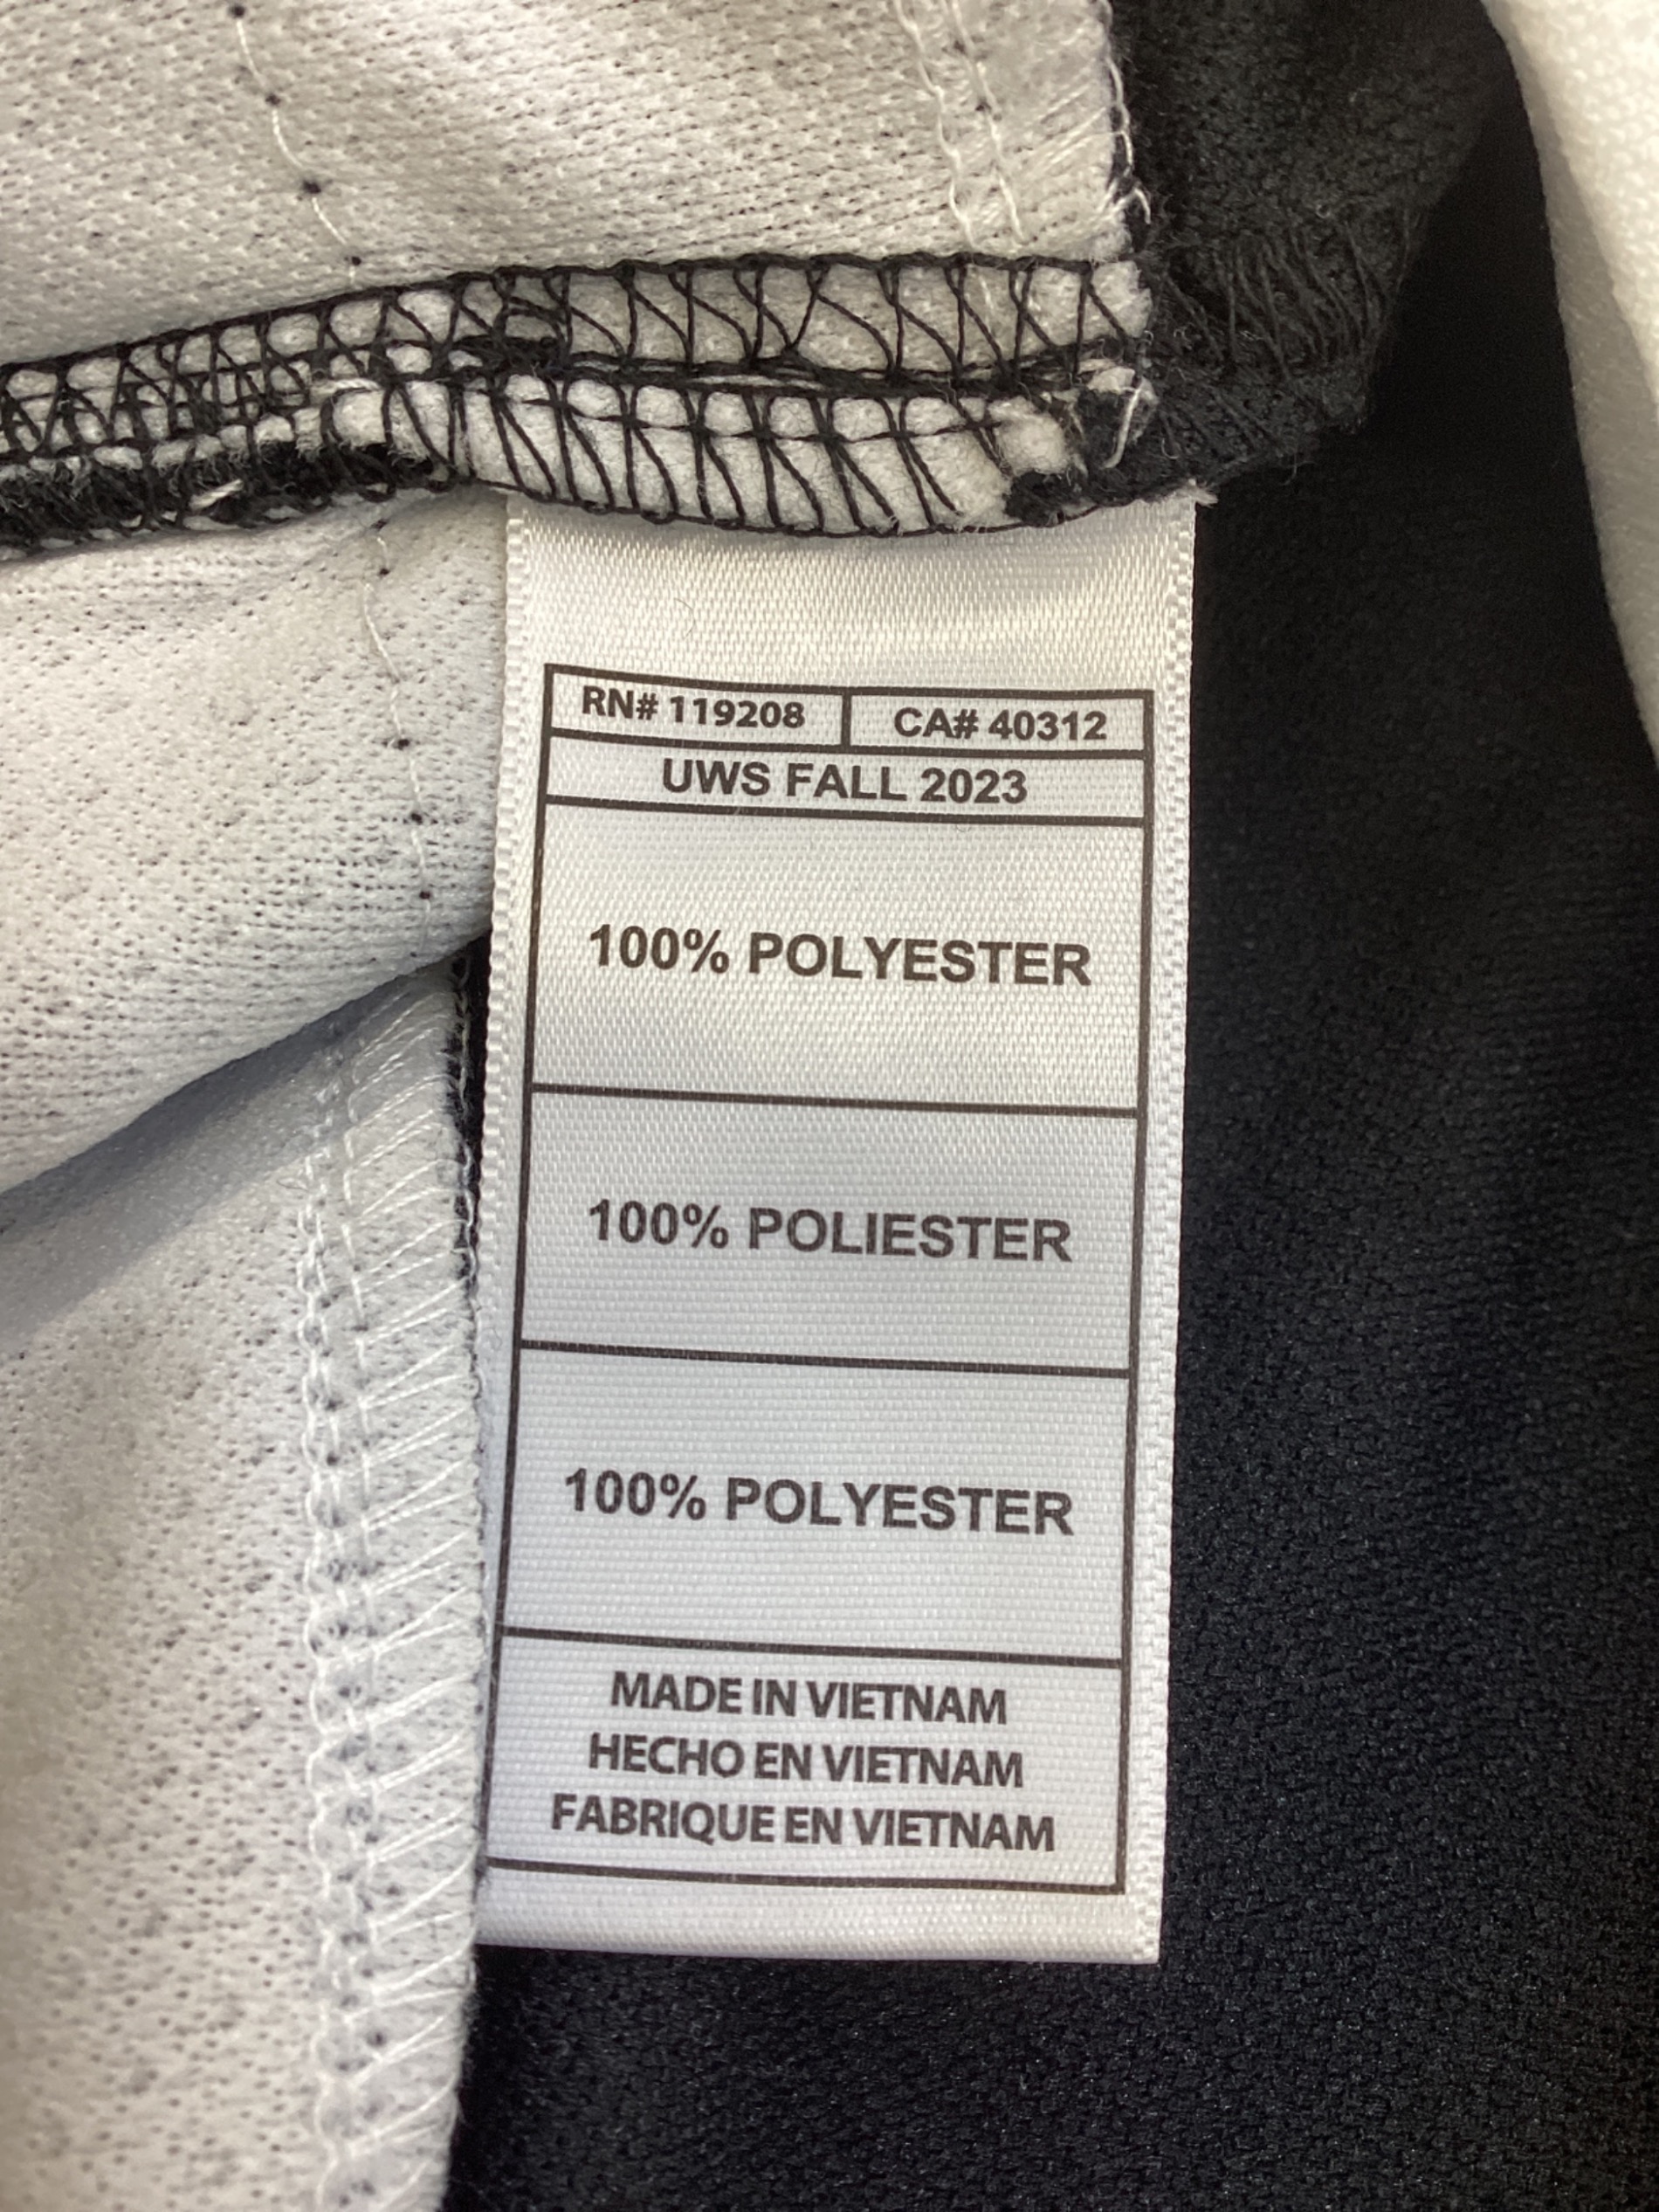 RN# 119208 CA# 40312
UWS FALL 2023
100% POLYESTER
100% POLIESTER
100% POLYESTER
MADE IN VIETNAM
HECHO EN VIETNAM
FABRIQUE EN VIETNAM